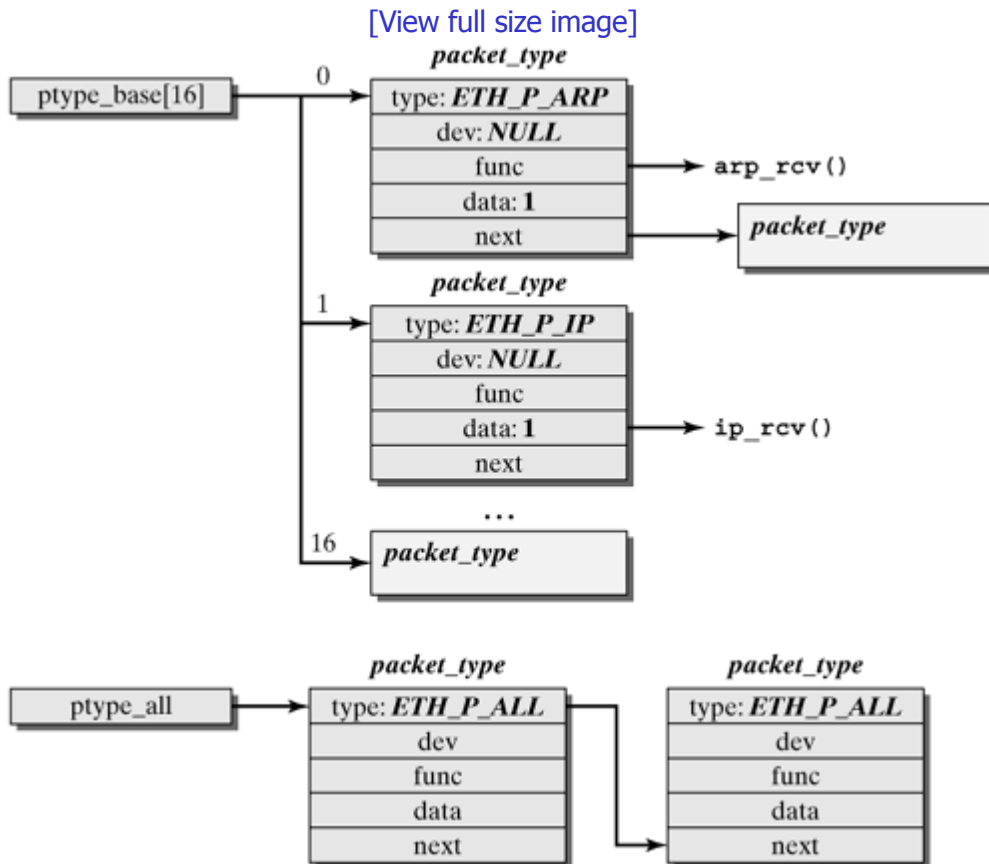 [View full size image]
packet_type
0
ptype_base[16]
type: ETH_P_ARP
dev: NULL
func
arp_rcv()
data: 1
next
packet_type
packet_type
1
type: ETH_P_IP
dev: NULL
func
data: 1
ip_rcv()
next
...
16
packet_type
packet_type
packet_type
ptype_all
type: ETH_P_ALL
type: ETH_P_ALL
dev
dev
func
func
data
data
next
next